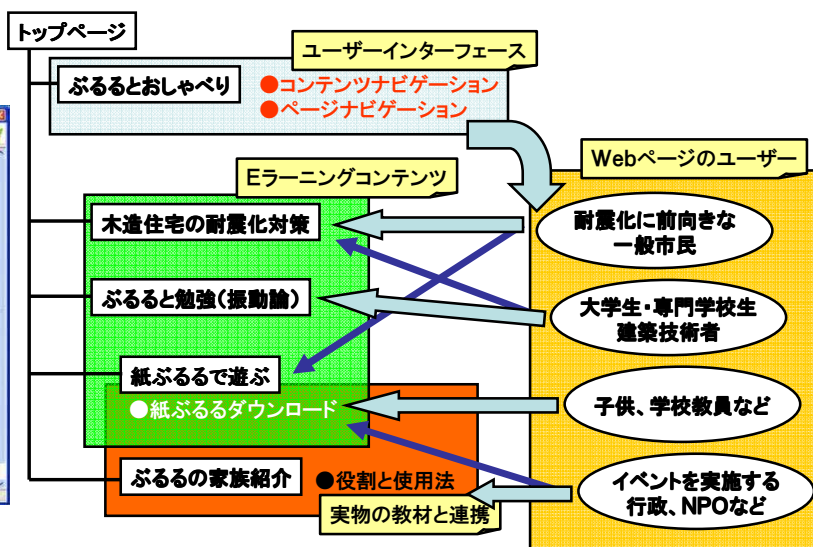 トップページ
ユーザーインターフェース
ぶるるとおしゃべり
●コンテンツナビゲーション
●ページナビゲーション
Webページのユーザー
Eラーニングコンテンツ
木造住宅の耐震化対策
耐震化に前向きな
一般市民
ぶるると勉強(振動論)
大学生・専門学校生
建築技術者
紙ぶるるで遊ぶ
●紙ぶるるダウンロード
子供、学校教員など
ぶるるの家族紹介
●役割と使用法
イベントを実施する
行政、NPOなど
実物の教材と連携